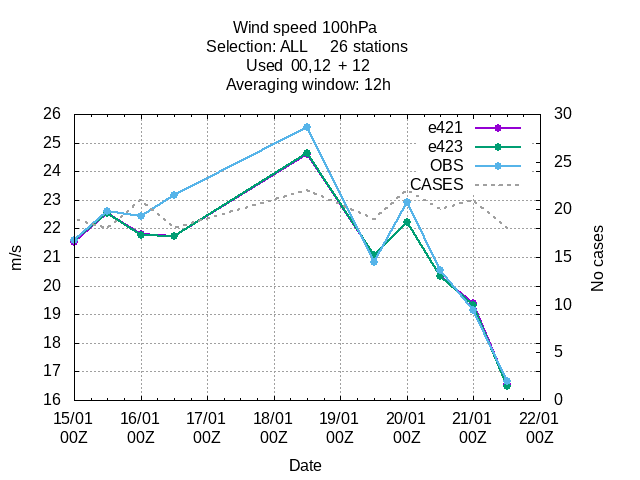 Wind speed 100hPa
Selection: ALL 26 stations
Used 00,12 + 12
Averaging window: 12h
e421
e423
OBS
CASES
26
25
24
23
22
21
20
19
18
17
16
m/s
30
25
20
15
10
5
0
No cases
15/01 16/01 17/01 18/01 19/01 20/01 21/01 22/01
00Z 00Z 00Z 00Z 00Z 00Z 00Z 00Z
Date